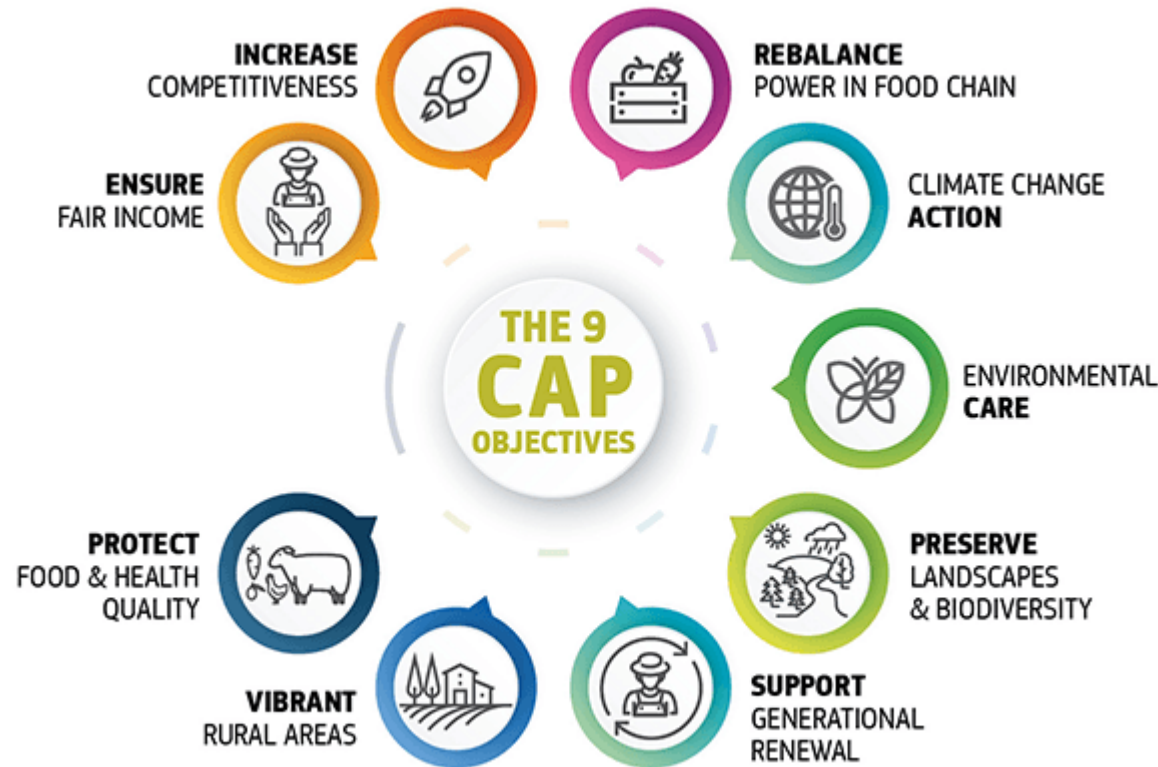 INCREASE
COMPETITIVENESS
REBALANCE
POWER IN FOOD CHAIN
ENSURE
FAIR INCOME
CLIMATE CHANGE
ACTION
THE 9
CAP
OBJECTIVES
ENVIRONMENTAL
CARE
PROTECT
FOOD & HEALTH
QUALITY
PRESERVE
LANDSCAPES
& BIODIVERSITY
VIBRANT
RURAL AREAS
SUPPORT
GENERATIONAL
RENEWAL